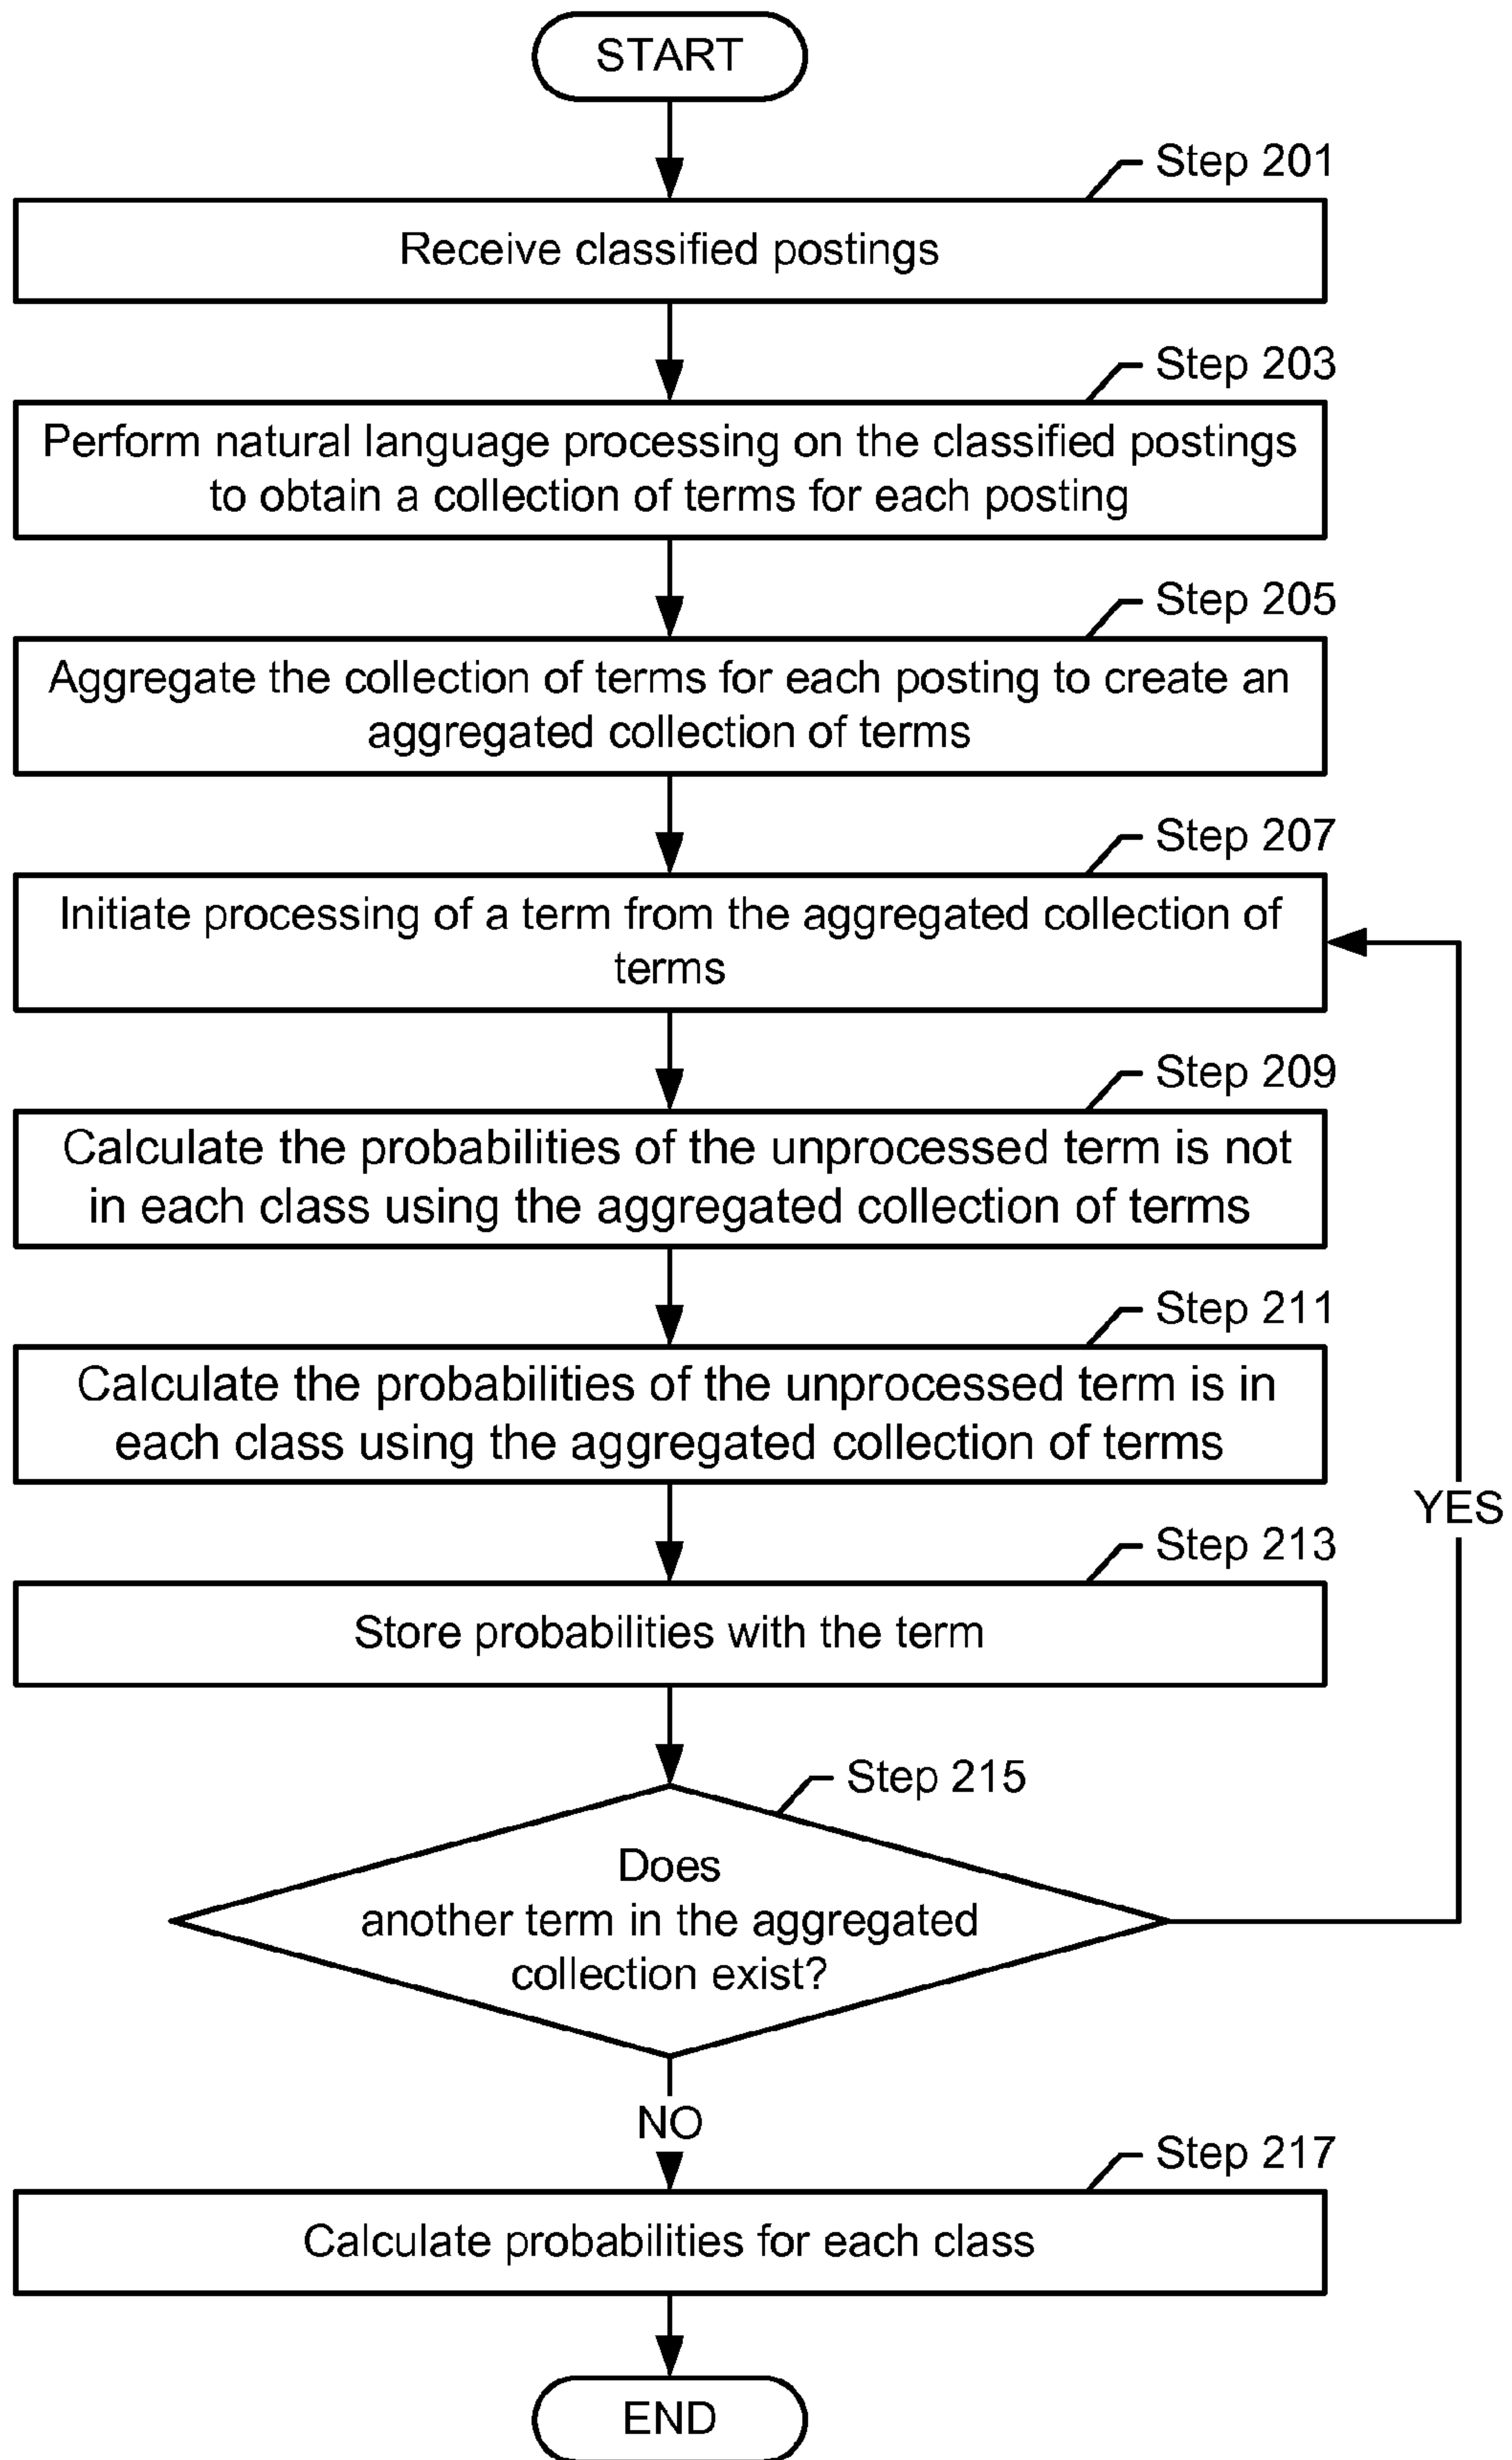 START
Step 201
Receive classified postings
Step 203
Perform natural language processing on the classified postings
to obtain a collection of terms for each posting
Step 205
Aggregate the collection of terms for each posting to create an
aggregated collection of terms
Step 207
Initiate processing of a term from the aggregated collection of
terms
Step 209
Calculate the probabilities of the unprocessed term is not
in each class using the aggregated collection of terms
Step 211
Calculate the probabilities of the unprocessed term is in
each class using the aggregated collection of terms
YES
Step 213
Store probabilities with the term
Step 215
Does
another term in the aggregated
collection exist?
NO
Step 217
Calculate probabilities for each class
END